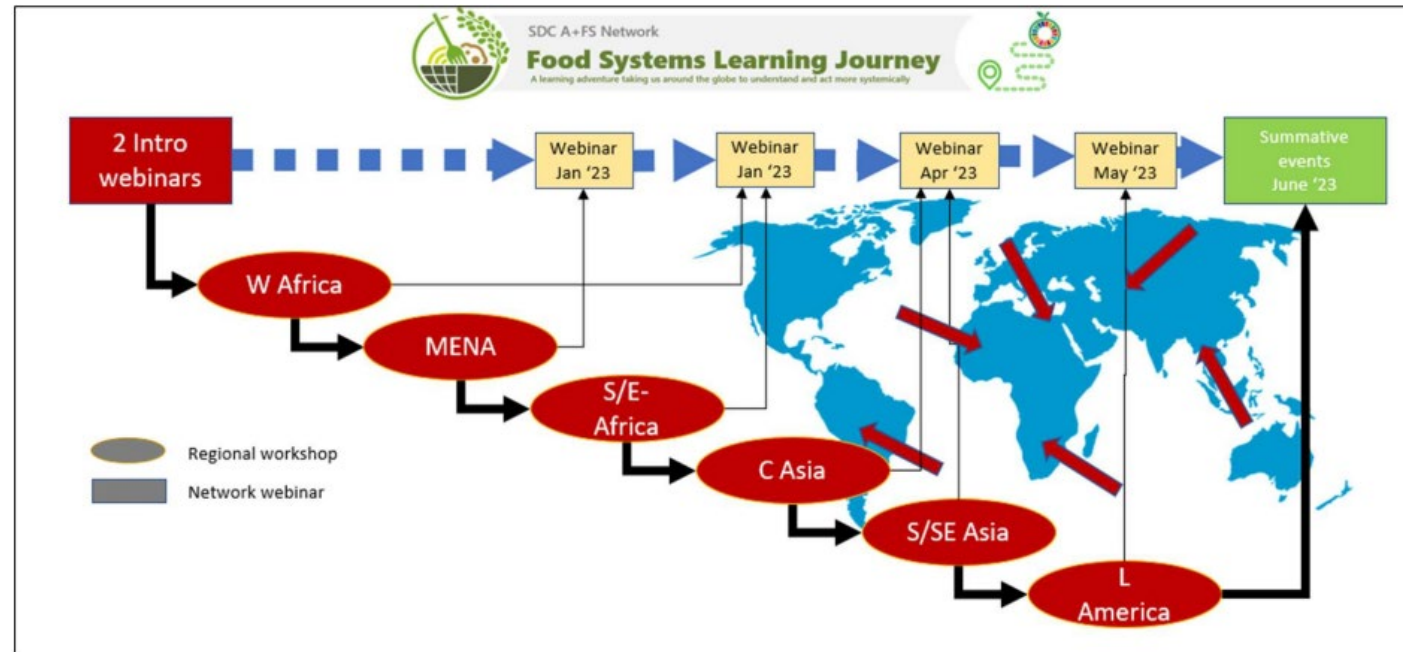 SDC A+FS Network
Food Systems Learning Journey
A learning adventure taking us around the globe to understand and act more systemically
2 Intro
webinars
Webinar
Jan ‘23
Webinar
Jan ‘23
Webinar
Apr ‘23
Webinar
May ‘23
Summative
events
June ‘23
W Africa
MENA
S/E-
Africa
C Asia
S/SE Asia
L
America
Regional workshop
Network webinar